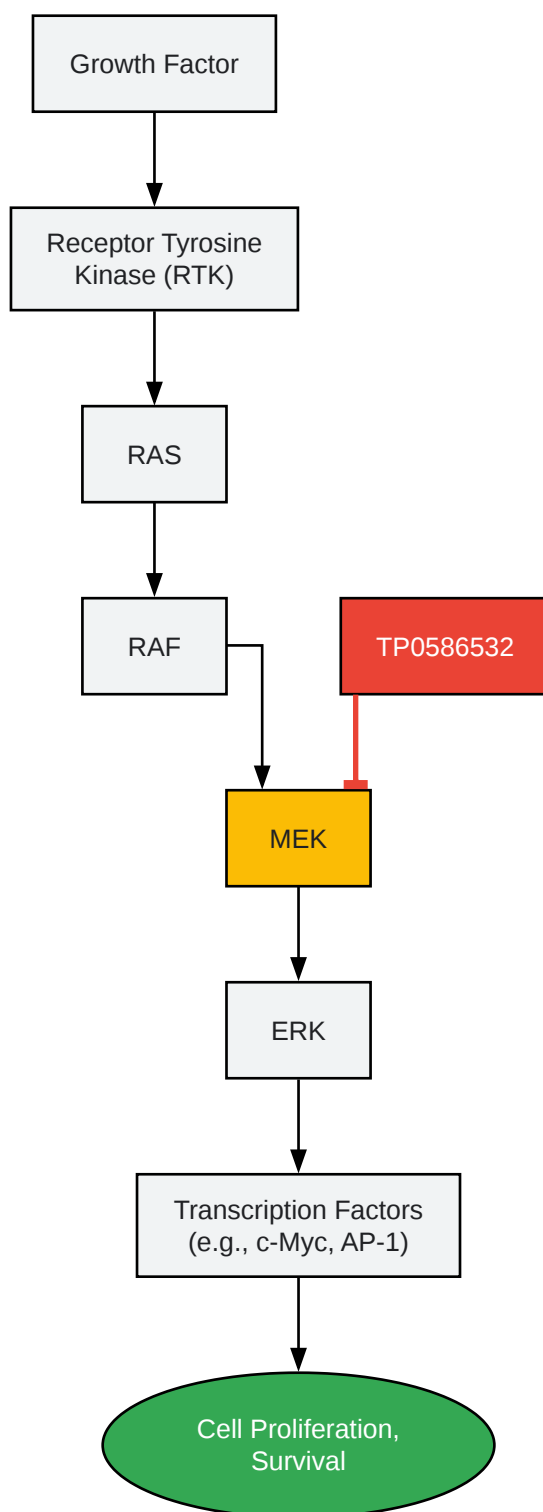 Growth Factor
Receptor Tyrosine
Kinase (RTK)
RAS
RAF
TP0586532
MEK
ERK
Transcription Factors
(e.g., c-Myc, AP-1)
Cell Proliferation,
Survival